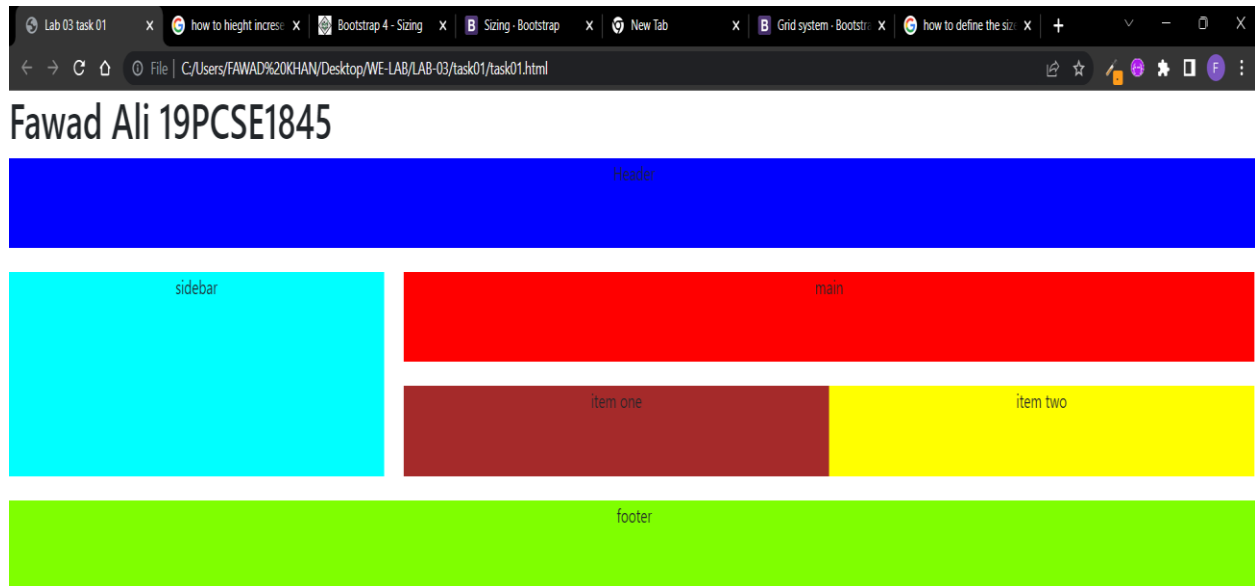 Lab 03 task 01
how to hieght increse
Bootstrap 4 - Sizing
Sizing · Bootstrap
New Tab
Grid system · Bootstra
how to define the size
File
C:/Users/FAWAD%20KHAN/Desktop/WE-LAB/LAB-03/task01/task01.html
F
Fawad Ali 19PCSE1845
Header
sidebar
main
item one
item two
footer